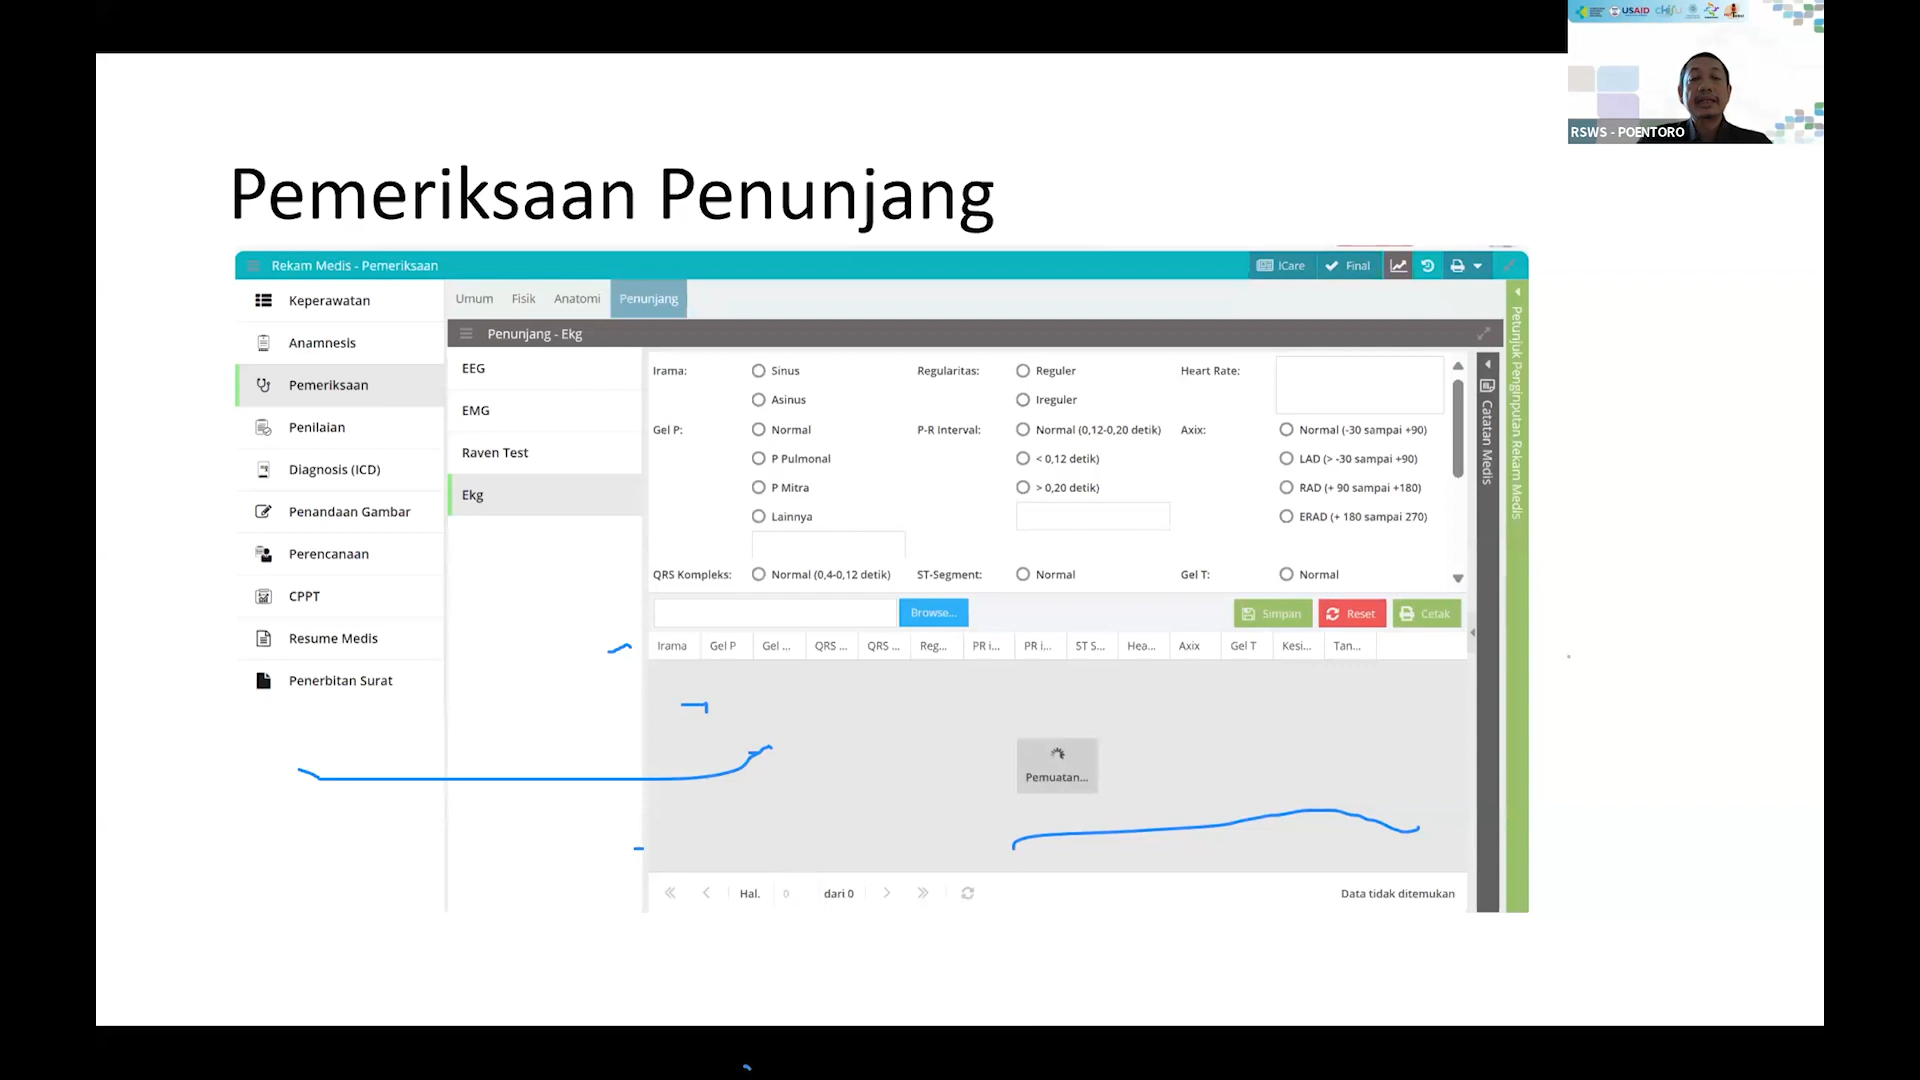 USAID
CHISU
RSWS - POENTORO
Pemeriksaan Penunjang
Rekam Medis - Pemeriksaan
ICare
Final
Keperawatan
Anamnesis
Pemeriksaan
Penilaian
Diagnosis (ICD)
Penandaan Gambar
Perencanaan
CPPT
Resume Medis
Penerbitan Surat
Umum Fisik Anatomi Penunjang
Penunjang - Ekg
EEG
EMG
Raven Test
Ekg
Irama: Sinus Regularitas: Reguler Heart Rate:
Asinus Ireguler
Gel P: Normal P-R Interval: Normal (0,12-0,20 detik) Axix: Normal (-30 sampai +90)
P Pulmonal < 0,12 detik) LAD (> -30 sampai +90)
P Mitra > 0,20 detik) RAD (+ 90 sampai +180)
Lainnya ERAD (+ 180 sampai 270)
QRS Kompleks: Normal (0,4-0,12 detik) ST-Segment: Normal Gel T: Normal
Browse... Simpan Reset Cetak
Irama Gel P Gel ... QRS ... QRS ... Reg... PR i... PR i... ST S... Hea... Axix Gel T Kesi... Tan...
Pemuatan...
Hal. 0 dari 0 Data tidak ditemukan
Catatan Medis
Petunjuk Penginputan Rekam Medis